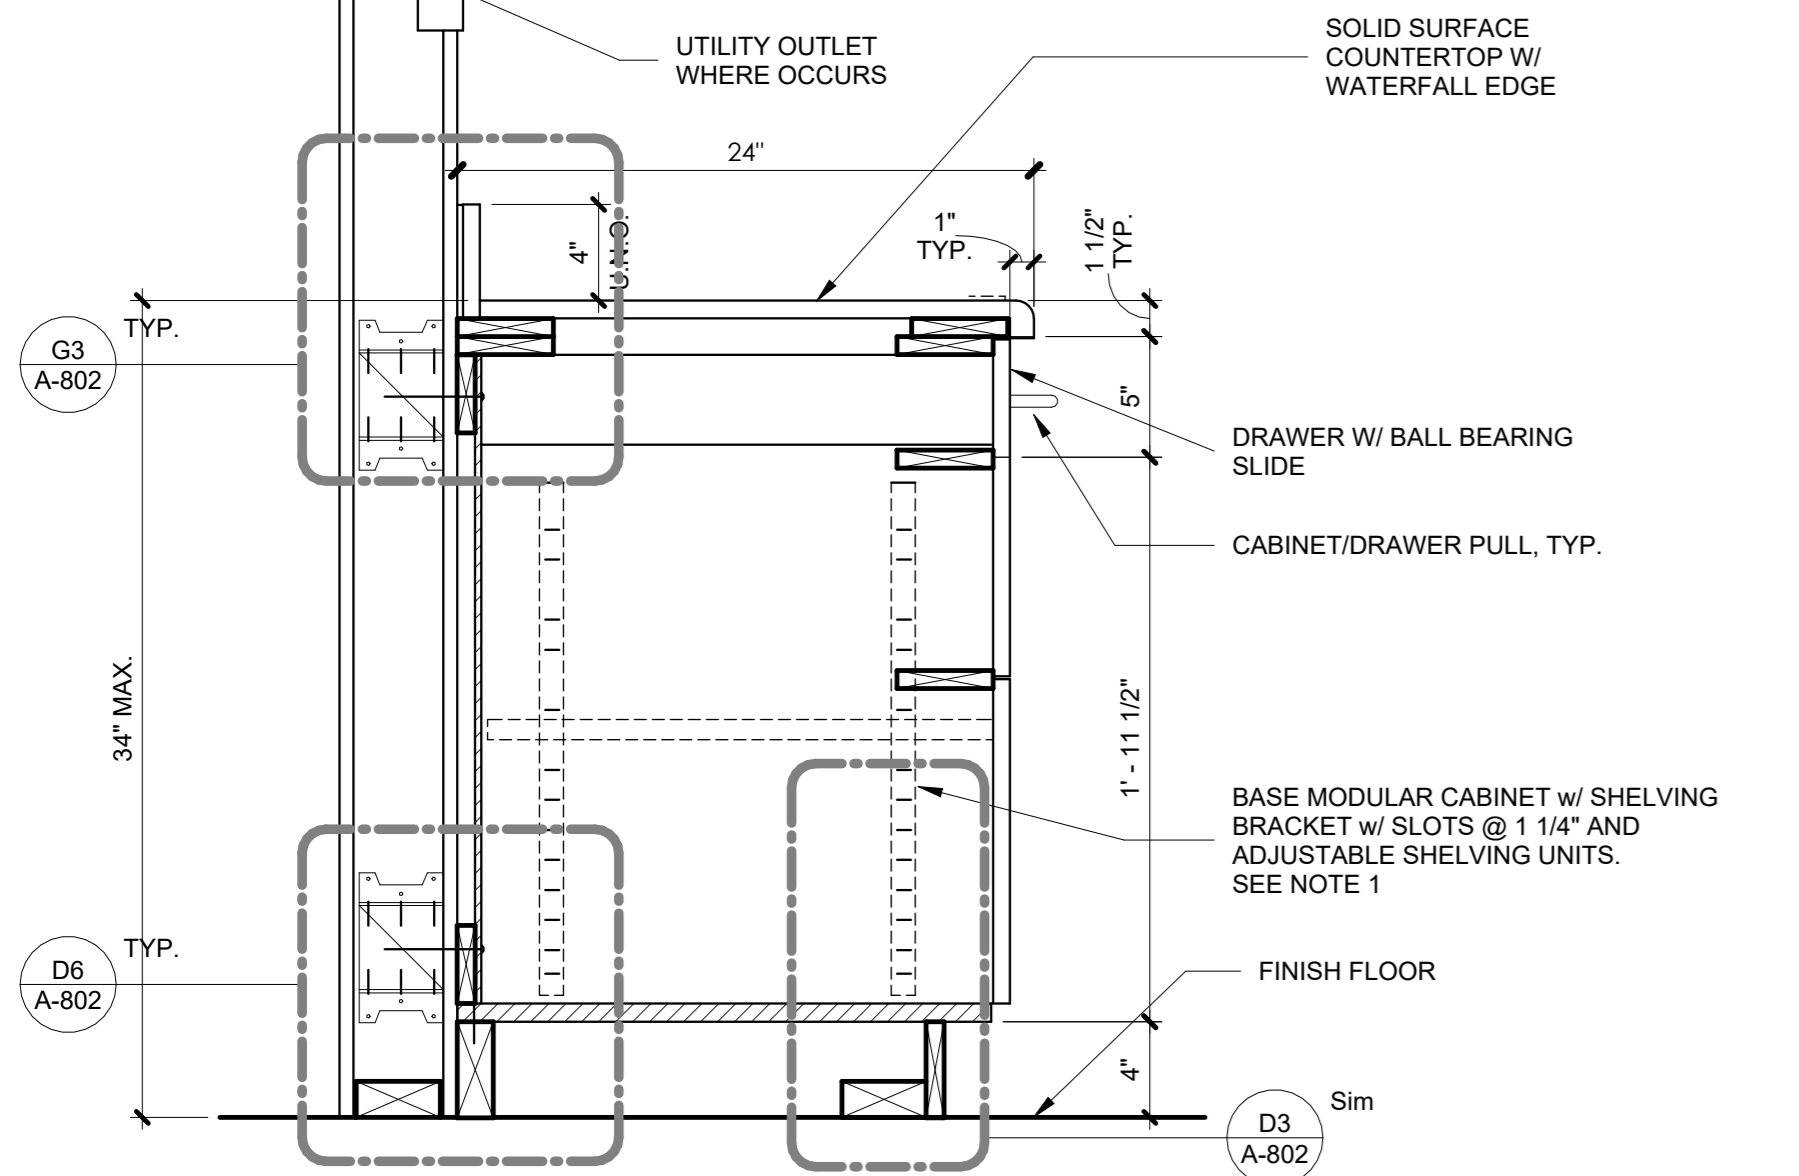 UTILITY OUTLET
WHERE OCCURS
SOLID SURFACE
COUNTERTOP W/
WATERFALL EDGE
24"
4"
U.N.O.
1"
TYP.
1 1/2"
TYP.
TYP.
G3
A-802
5"
DRAWER W/ BALL BEARING
SLIDE
CABINET/DRAWER PULL, TYP.
34" MAX.
1' - 11 1/2"
BASE MODULAR CABINET w/ SHELVING
BRACKET w/ SLOTS @ 1 1/4" AND
ADJUSTABLE SHELVING UNITS.
SEE NOTE 1
TYP.
D6
A-802
FINISH FLOOR
4"
Sim
D3
A-802